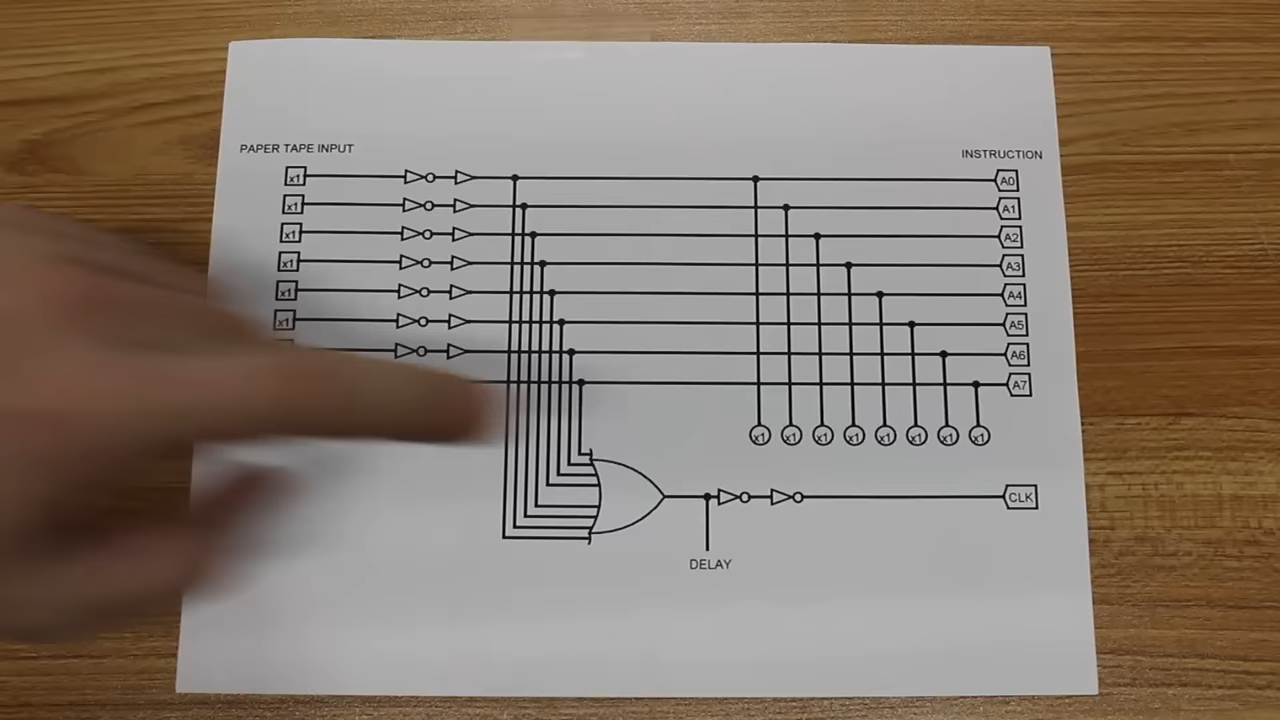 PAPER TAPE INPUT
INSTRUCTION
x1 A0
x1 A1
x1 A2
x1 A3
x1 A4
x1 A5
A6
A7
x1 x1 x1 x1 x1 x1 x1 x1
CLK
DELAY